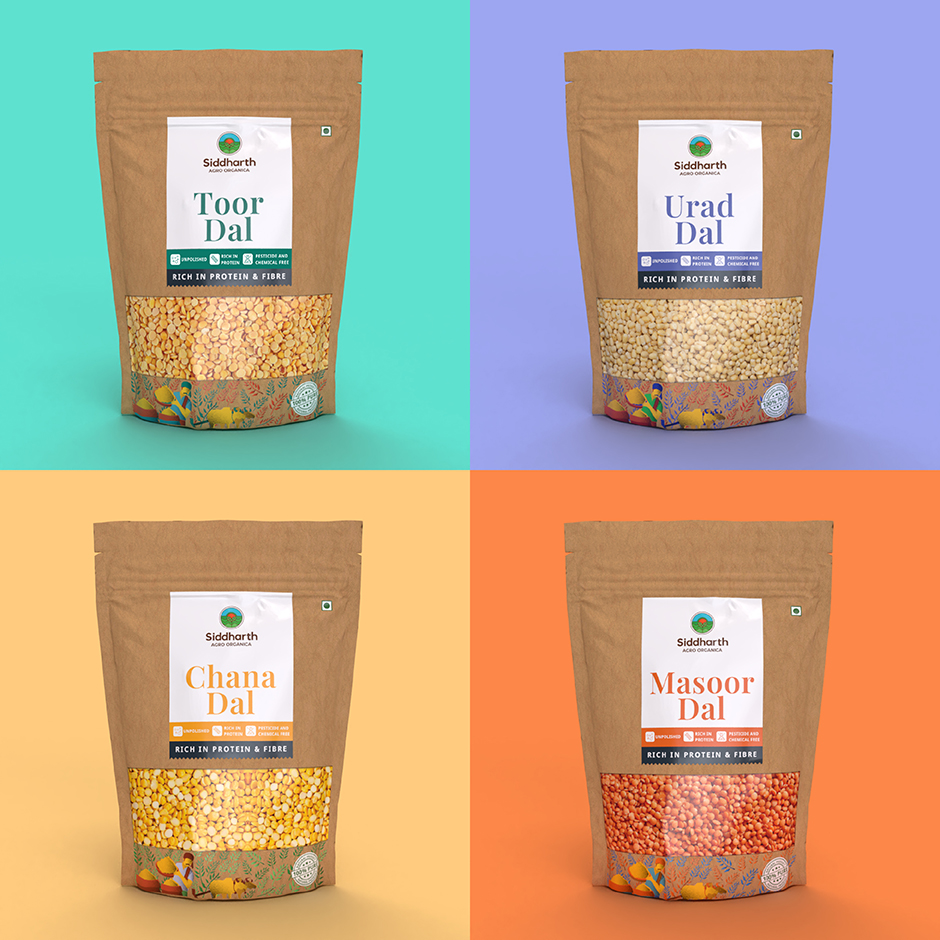 Siddharth
AGRO ORGANICA
Toor
Dal
UNPOLISHED
RICH IN
PROTEIN
PESTICIDE AND
CHEMICAL FREE
RICH IN PROTEIN & FIBRE
Siddharth
AGRO ORGANICA
Urad
Dal
UNPOLISHED
RICH IN
PROTEIN
PESTICIDE AND
CHEMICAL FREE
RICH IN PROTEIN & FIBRE
Siddharth
AGRO ORGANICA
Chana
Dal
UNPOLISHED
RICH IN
PROTEIN
PESTICIDE AND
CHEMICAL FREE
RICH IN PROTEIN & FIBRE
Siddharth
AGRO ORGANICA
Masoor
Dal
UNPOLISHED
RICH IN
PROTEIN
PESTICIDE AND
CHEMICAL FREE
RICH IN PROTEIN & FIBRE